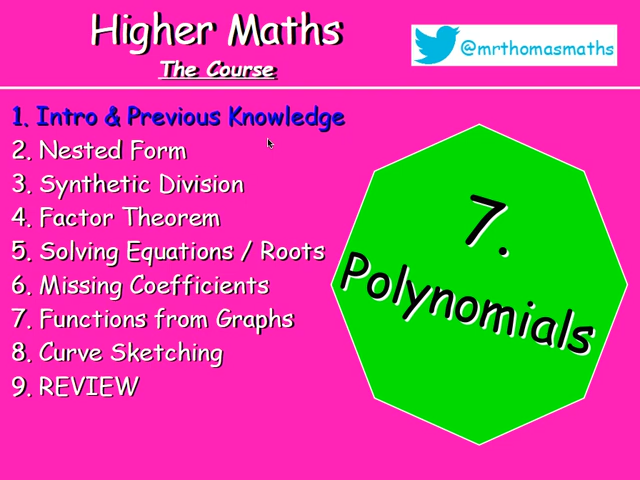 Higher Maths
The Course
@mrthomasmaths
1. Intro & Previous Knowledge
2. Nested Form
3. Synthetic Division
4. Factor Theorem
5. Solving Equations / Roots
6. Missing Coefficients
7. Functions from Graphs
8. Curve Sketching
9. REVIEW
7.
Polynomials